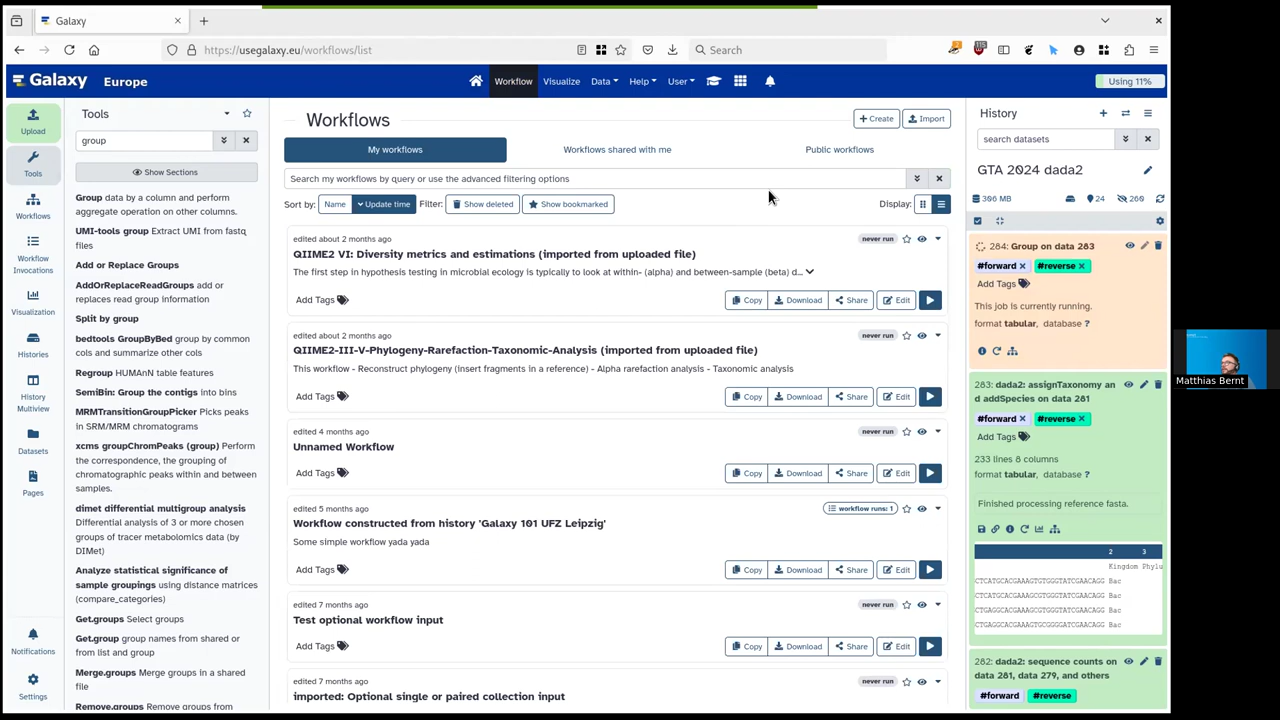 Galaxy
https://usegalaxy.eu/workflows/list
Search
Galaxy Europe
Workflow Visualize Data Help User
Using 11%
Upload
Tools
Workflows
Workflow
Invocations
Visualization
Histories
History
Multiview
Datasets
Pages
Notifications
Settings
Tools
group
Show Sections
Group data by a column and perform
aggregate operation on other columns.
UMI-tools group Extract UMI from fastq
files
Add or Replace Groups
AddOrReplaceReadGroups add or
replaces read group information
Split by group
bedtools GroupByBed group by common
cols and summarize other cols
Regroup HUMAnN table features
SemiBin: Group the contigs into bins
MRMTransitionGroupPicker Picks peaks
in SRM/MRM chromatograms
xcms groupChromPeaks (group) Perform
the correspondence, the grouping of
chromatographic peaks within and between
samples.
dimet differential multigroup analysis
Differential analysis of 3 or more chosen
groups of tracer metabolomics data (by
DIMet)
Analyze statistical significance of
sample groupings using distance matrices
(compare_categories)
Get.groups Select groups
Get.group group names from shared or
from list and group
Merge.groups Merge groups in a shared
file
Remove.groups Removes groups from
Workflows
Create Import
My workflows Workflows shared with me Public workflows
Search my workflows by query or use the advanced filtering options
Sort by: Name Update time Filter: Show deleted Show bookmarked Display:
edited about 2 months ago never run
QIIME2 VI: Diversity metrics and estimations (imported from uploaded file)
The first step in hypothesis testing in microbial ecology is typically to look at within- (alpha) and between-sample (beta) d...
Add Tags Copy Download Share Edit
edited about 2 months ago never run
QIIME2-III-V-Phylogeny-Rarefaction-Taxonomic-Analysis (imported from uploaded file)
This workflow - Reconstruct phylogeny (insert fragments in a reference) - Alpha rarefaction analysis - Taxonomic analysis
Add Tags Copy Download Share Edit
edited 4 months ago never run
Unnamed Workflow
Add Tags Copy Download Share Edit
edited 5 months ago workflow runs: 1
Workflow constructed from history 'Galaxy 101 UFZ Leipzig'
Some simple workflow yada yada
Add Tags Copy Download Share Edit
edited 7 months ago never run
Test optional workflow input
Add Tags Copy Download Share Edit
edited 7 months ago never run
imported: Optional single or paired collection input
History
search datasets
GTA 2024 dada2
306 MB 24 260
284: Group on data 283
#forward #reverse
Add Tags
This job is currently running.
format tabular, database ?
283: dada2: assignTaxonomy an
d addSpecies on data 281
#forward #reverse
Add Tags
233 lines 8 columns
format tabular, database ?
Finished processing reference fasta.
2 3
Kingdom Phylu
CTCATGCACGAAAGTGTGGGTATCGAACAGG Bac
CTCATGCACGAAAGCGTGGGTATCGAACAGG Bac
CTGAGGCACGAAAGCGTGGGTATCGAACAGG Bac
CTGAGGCACGAAAGTGCGGGGATCGAACAGG Bac
282: dada2: sequence counts on
data 281, data 279, and others
#forward #reverse
Matthias Bernt